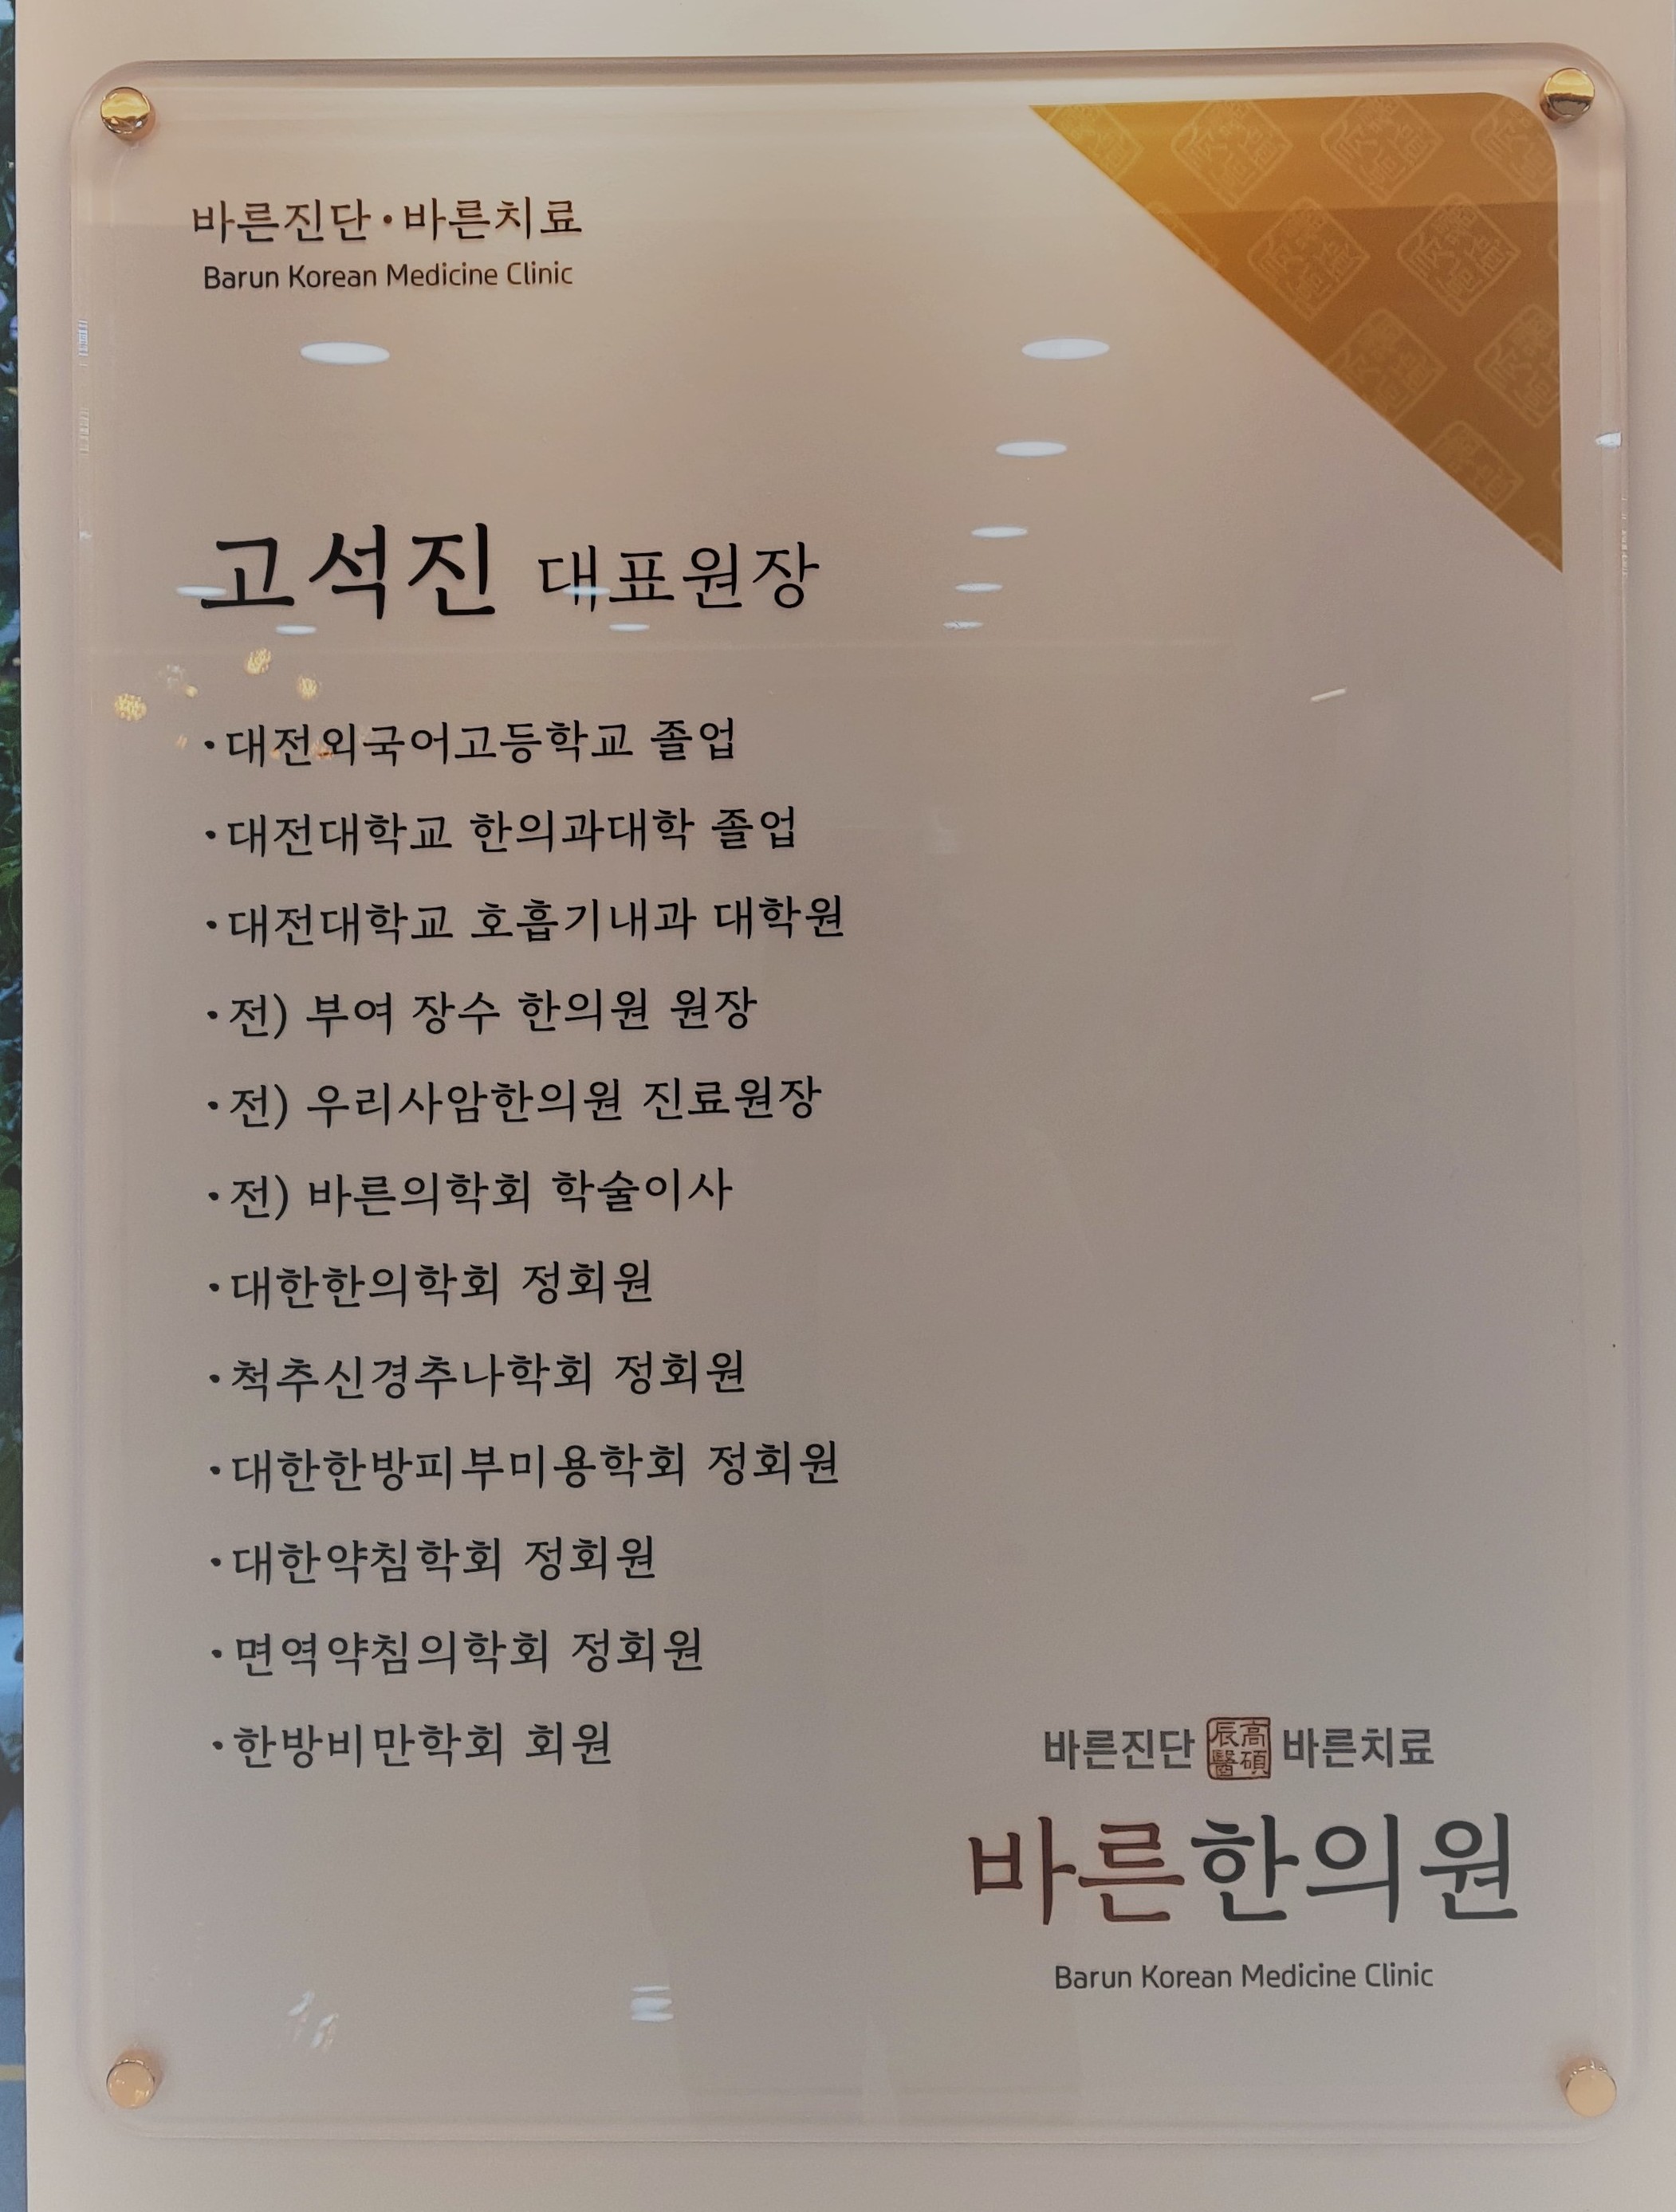 바른진단·바른치료
Barun Korean Medicine Clinic
고석진 대표원장
·대전외국어고등학교 졸업
·대전대학교 한의과대학 졸업
·대전대학교 호흡기내과 대학원
·전) 부여 장수 한의원 원장
·전) 우리사암한의원 진료원장
·전) 바른의학회 학술이사
·대한한의학회 정회원
·척추신경추나학회 정회원
·대한한방피부미용학회 정회원
·대한약침학회 정회원
·면역약침의학회 정회원
·한방비만학회 회원
바른진단 高碩辰醫 바른치료
바른한의원
Barun Korean Medicine Clinic